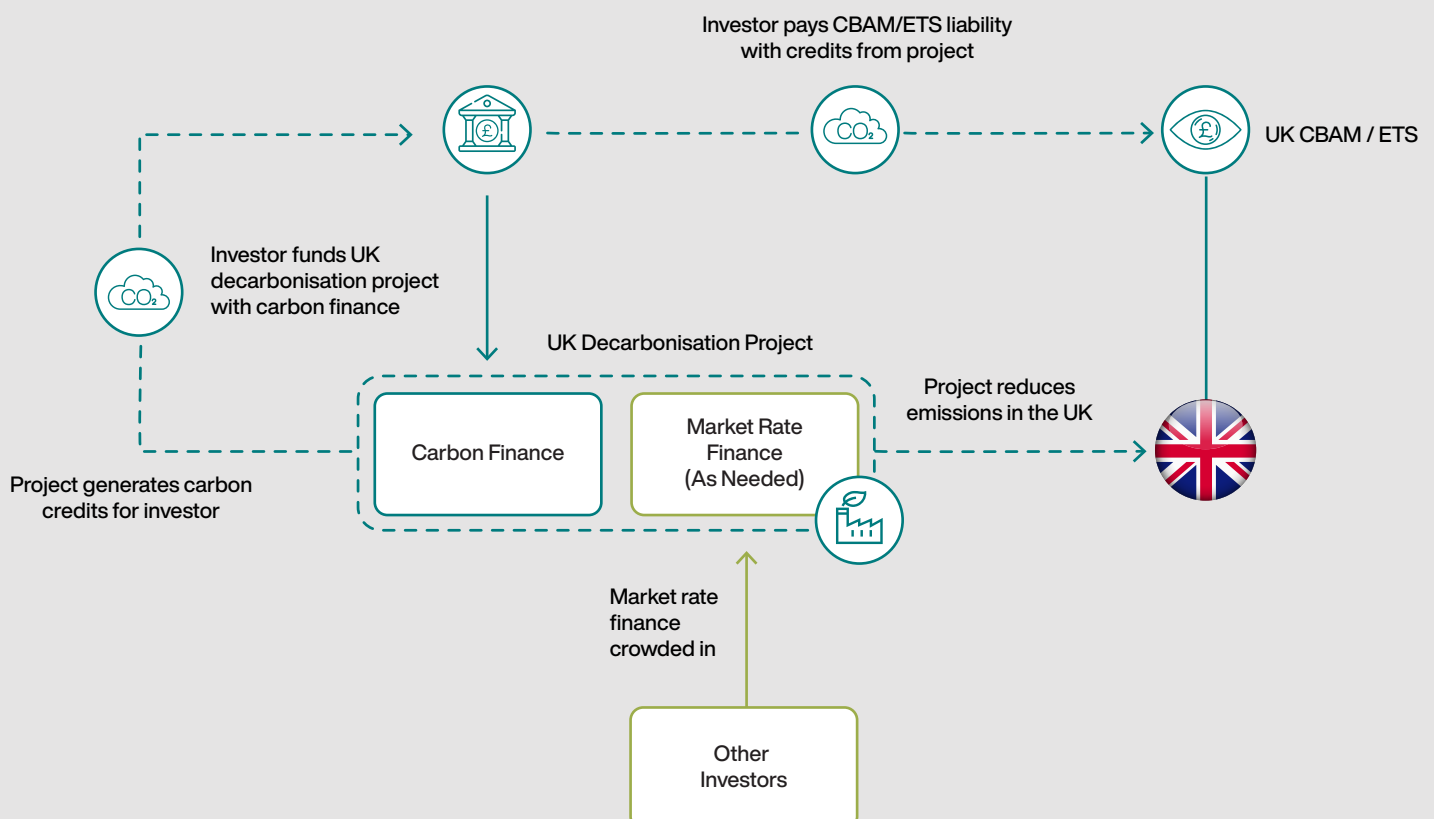 Investor pays CBAM/ETS liability
with credits from project
£
CO₂
£
UK CBAM / ETS
CO₂
Investor funds UK
decarbonisation project
with carbon finance
UK Decarbonisation Project
Carbon Finance
Market Rate
Finance
(As Needed)
Project reduces
emissions in the UK
Project generates carbon
credits for investor
Market rate
finance
crowded in
Other
Investors